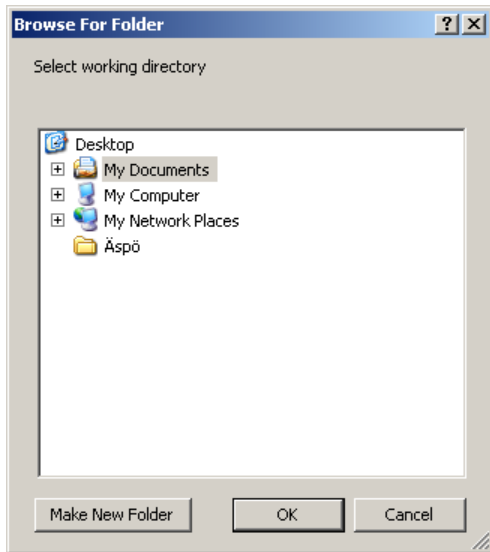 Browse For Folder
Select working directory
Desktop
My Documents
My Computer
My Network Places
Äspö
Make New Folder OK Cancel